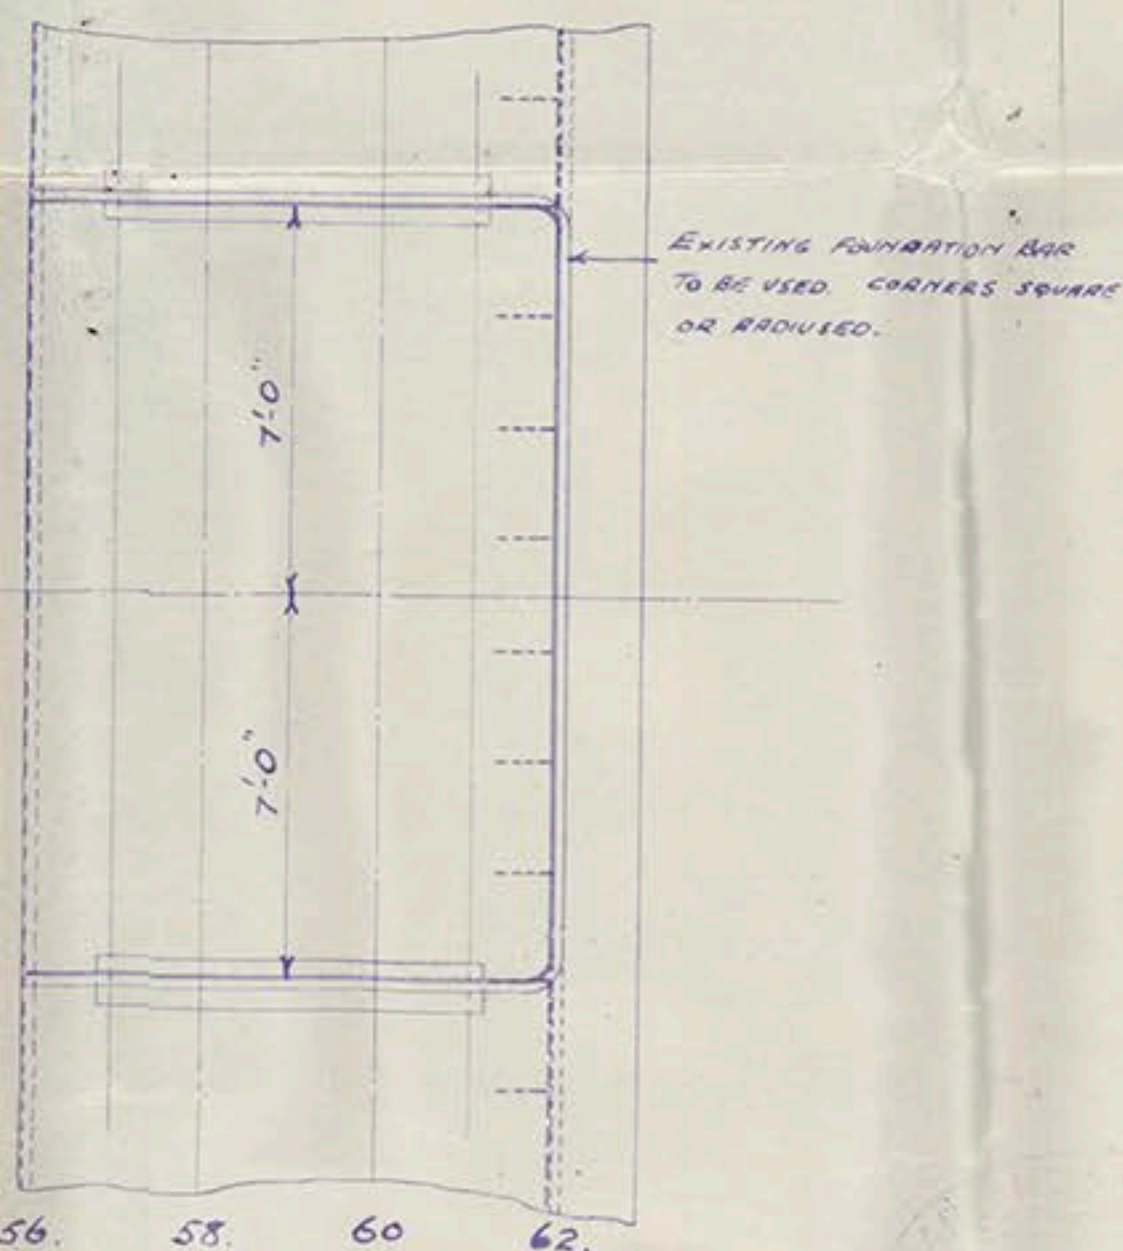 EXISTING FOUNDATION BAR
TO BE USED. CORNERS SQUARE
OR RADIUSED.
7'-0"
7'-0"
56. 58. 60 62.